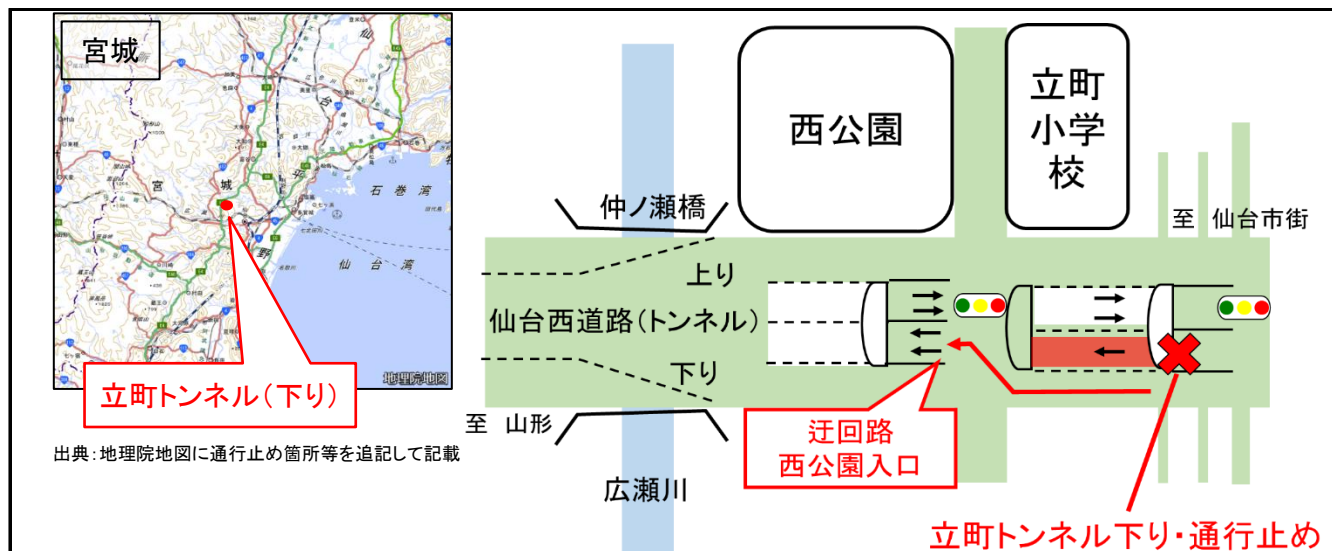 宮城
石巻湾
仙台湾
地理院地図
立町トンネル(下り)
出典:地理院地図に通行止め箇所等を追記して記載
西公園
立町
小学
校
仲ノ瀬橋
至 仙台市街
上り
仙台西道路(トンネル)
下り
至 山形
迂回路
西公園入口
広瀬川
立町トンネル下り・通行止め